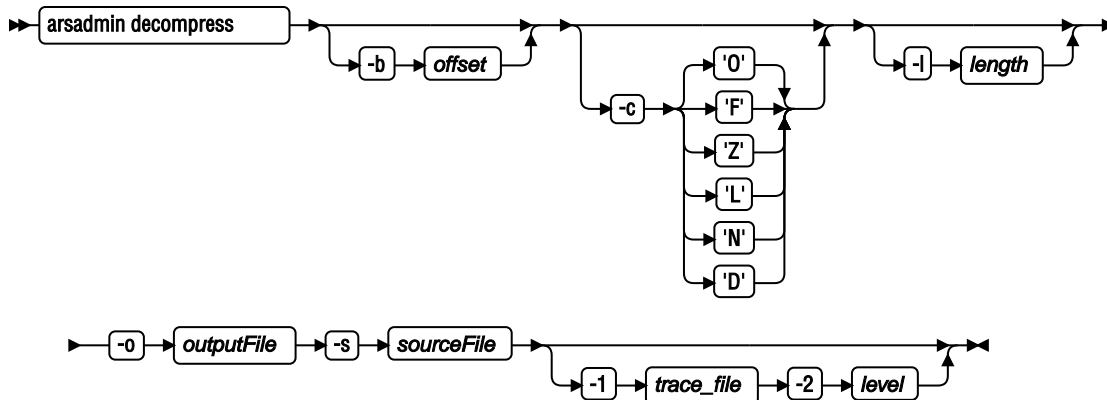 arsadmin decompress
-b offset
-c
'O'
'F'
'Z'
'L'
'N'
'D'
-l length
-o outputFile -s sourceFile
-1 trace_file -2 level